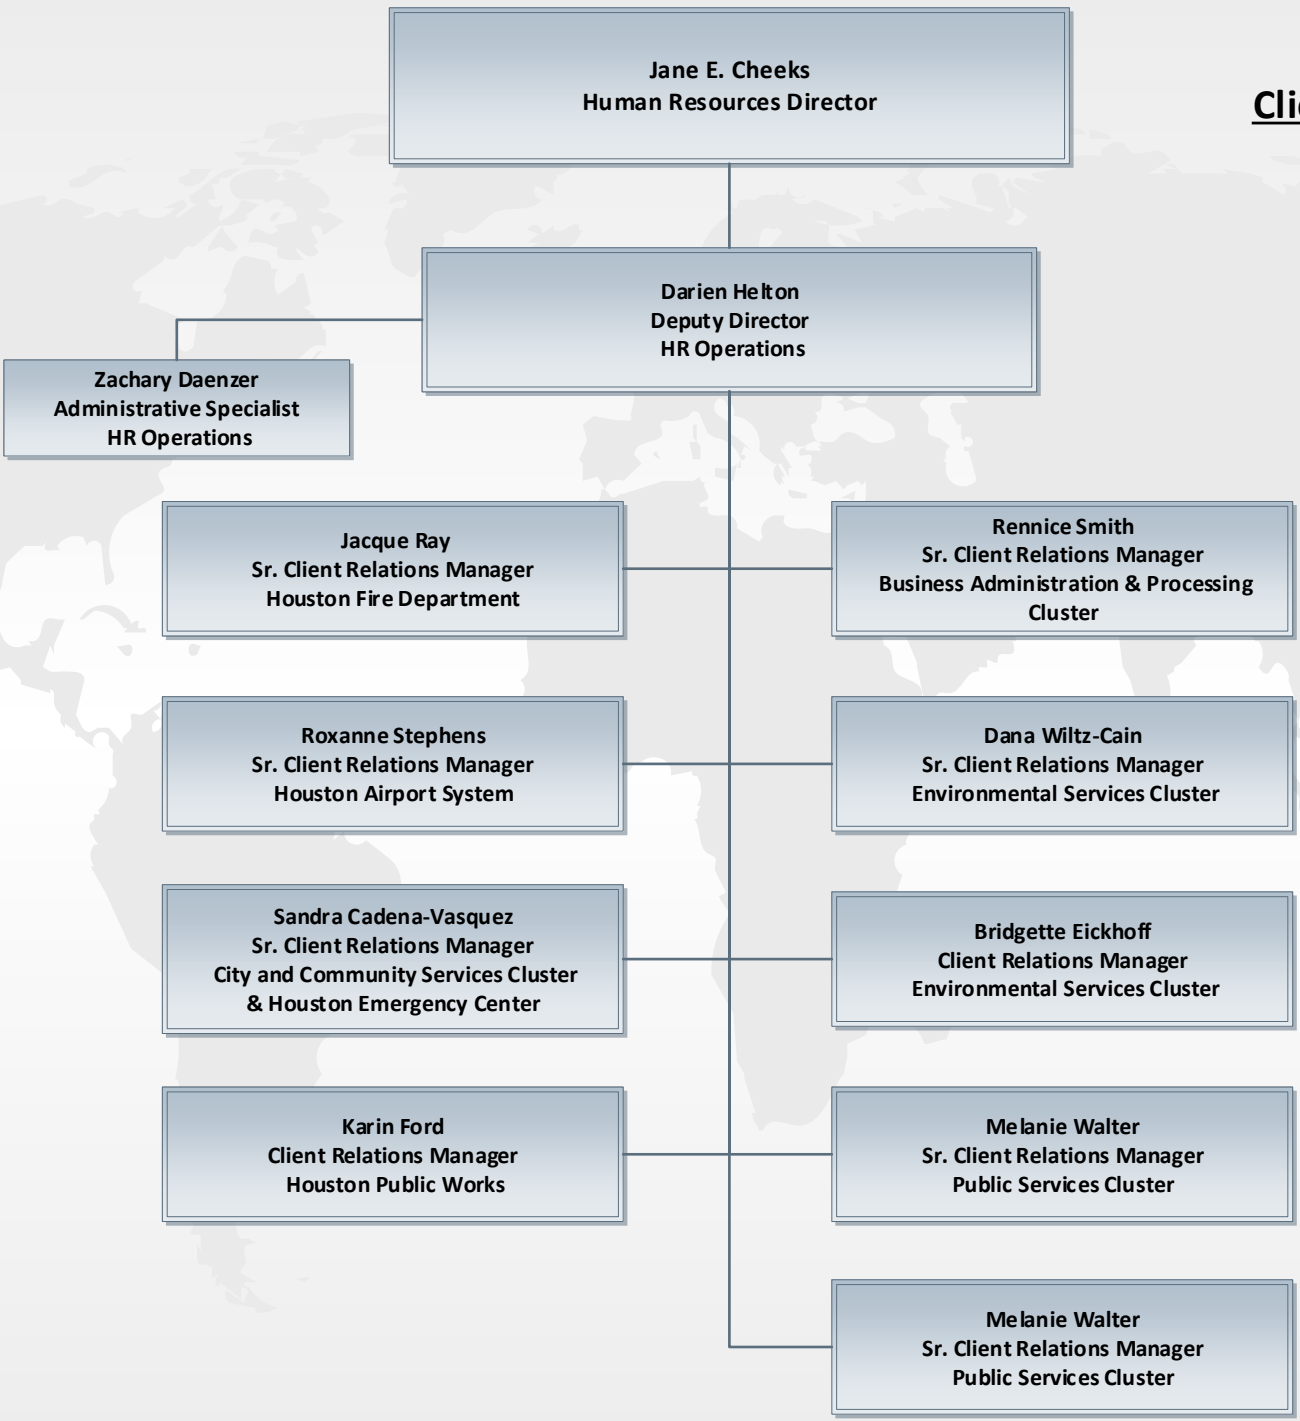 Jane E. Cheeks
Human Resources Director
Darien Helton
Deputy Director
HR Operations
Zachary Daenzer
Administrative Specialist
HR Operations
Jacque Ray
Sr. Client Relations Manager
Houston Fire Department
Rennice Smith
Sr. Client Relations Manager
Business Administration & Processing
Cluster
Roxanne Stephens
Sr. Client Relations Manager
Houston Airport System
Dana Wiltz-Cain
Sr. Client Relations Manager
Environmental Services Cluster
Sandra Cadena-Vasquez
Sr. Client Relations Manager
City and Community Services Cluster
& Houston Emergency Center
Bridgette Eickhoff
Client Relations Manager
Environmental Services Cluster
Karin Ford
Client Relations Manager
Houston Public Works
Melanie Walter
Sr. Client Relations Manager
Public Services Cluster
Melanie Walter
Sr. Client Relations Manager
Public Services Cluster